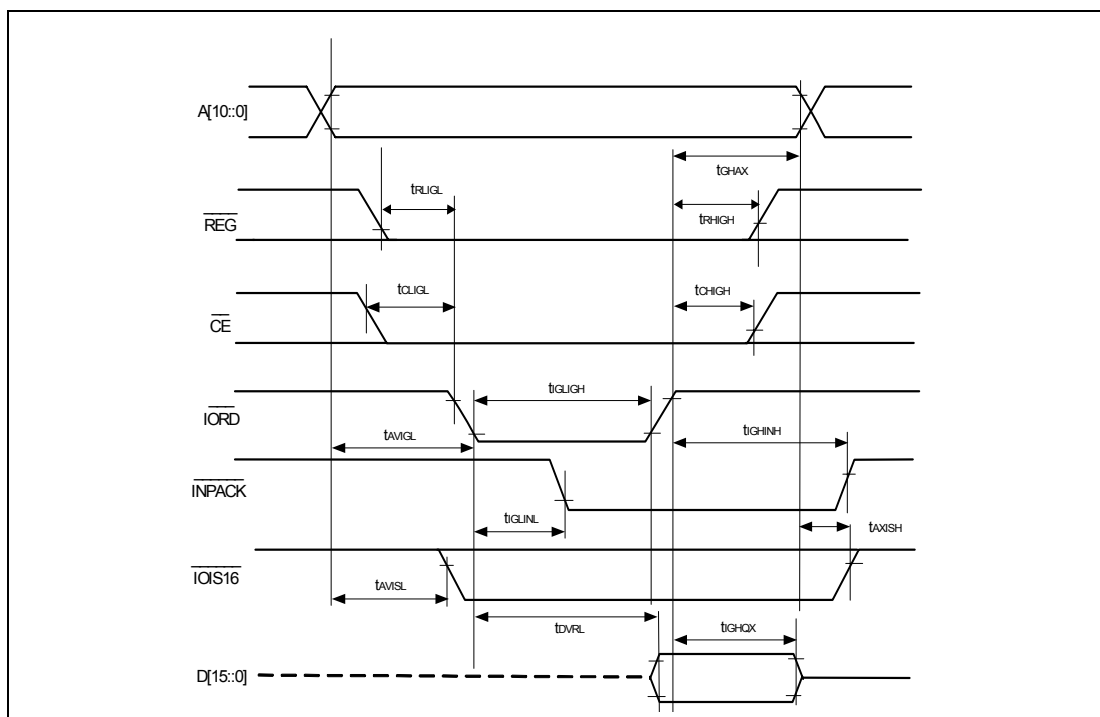 A[10::0]
tGHAX
tRLIGL
tRHIGH
REG
tCLIGL
tCHIGH
CE
tIGLIGH
IORD
tIGHINH
tAVIGL
INPACK
tIGLINL
tAXISH
IOIS16
tAVISL
tDVRL
tIGHQX
D[15::0]